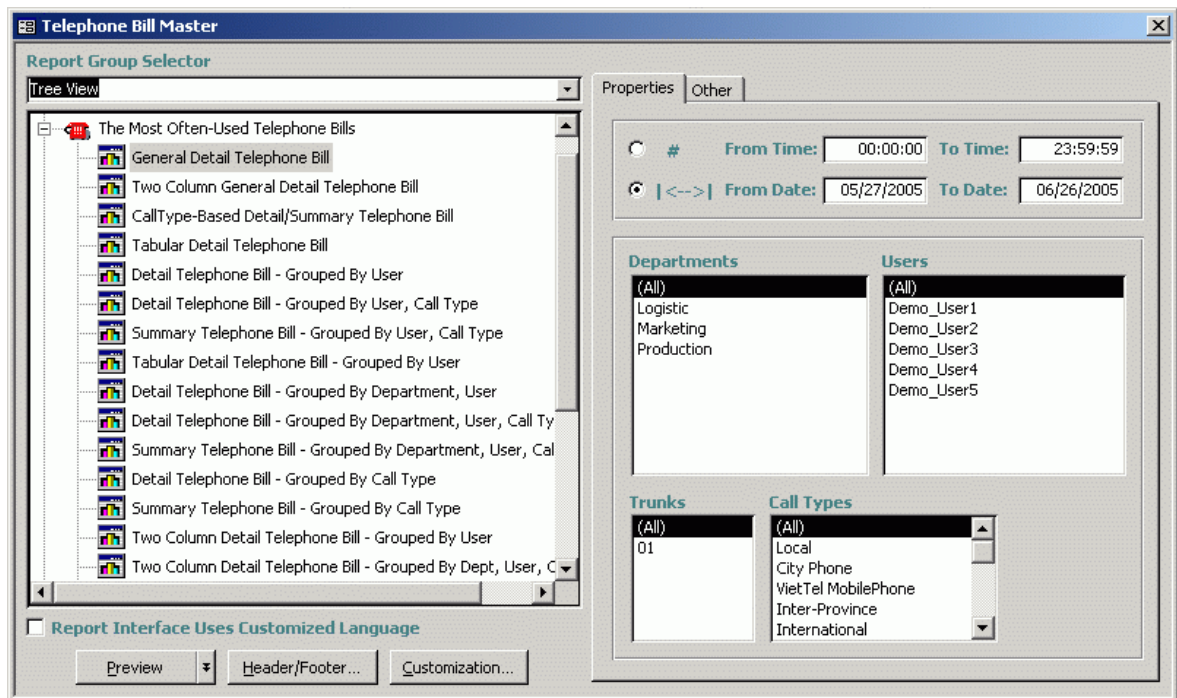 Telephone Bill Master
Report Group Selector
Tree View
The Most Often-Used Telephone Bills
General Detail Telephone Bill
Two Column General Detail Telephone Bill
CallType-Based Detail/Summary Telephone Bill
Tabular Detail Telephone Bill
Detail Telephone Bill - Grouped By User
Detail Telephone Bill - Grouped By User, Call Type
Summary Telephone Bill - Grouped By User, Call Type
Tabular Detail Telephone Bill - Grouped By User
Detail Telephone Bill - Grouped By Department, User
Detail Telephone Bill - Grouped By Department, User, Call Ty
Summary Telephone Bill - Grouped By Department, User, Cal
Detail Telephone Bill - Grouped By Call Type
Summary Telephone Bill - Grouped By Call Type
Two Column Detail Telephone Bill - Grouped By User
Two Column Detail Telephone Bill - Grouped By Dept, User, C
Report Interface Uses Customized Language
Preview Header/Footer... Customization...
Properties Other
# From Time: 00:00:00 To Time: 23:59:59
|<-->| From Date: 05/27/2005 To Date: 06/26/2005
Departments
(All)
Logistic
Marketing
Production
Users
(All)
Demo_User1
Demo_User2
Demo_User3
Demo_User4
Demo_User5
Trunks
(All)
01
Call Types
(All)
Local
City Phone
VietTel MobilePhone
Inter-Province
International